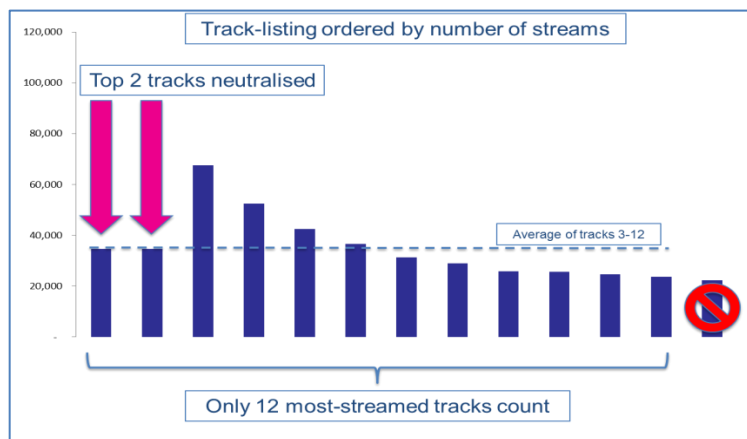 Track-listing ordered by number of streams
120,000
100,000
Top 2 tracks neutralised
80,000
60,000
40,000
Average of tracks 3-12
20,000
-
Only 12 most-streamed tracks count